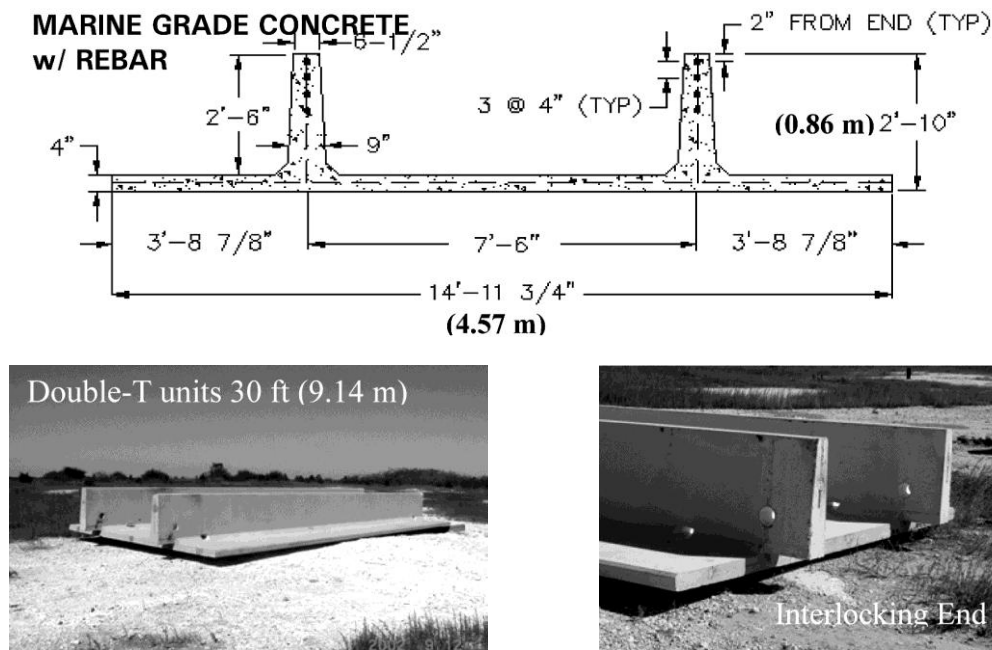 MARINE GRADE CONCRETE
w/ REBAR
6-1/2"
2" FROM END (TYP)
2'-6"
3 @ 4" (TYP)
(0.86 m) 2'-10"
4"
9"
3'-8 7/8"
7'-6"
3'-8 7/8"
14'-11 3/4"
(4.57 m)
Double-T units 30 ft (9.14 m)
Interlocking End